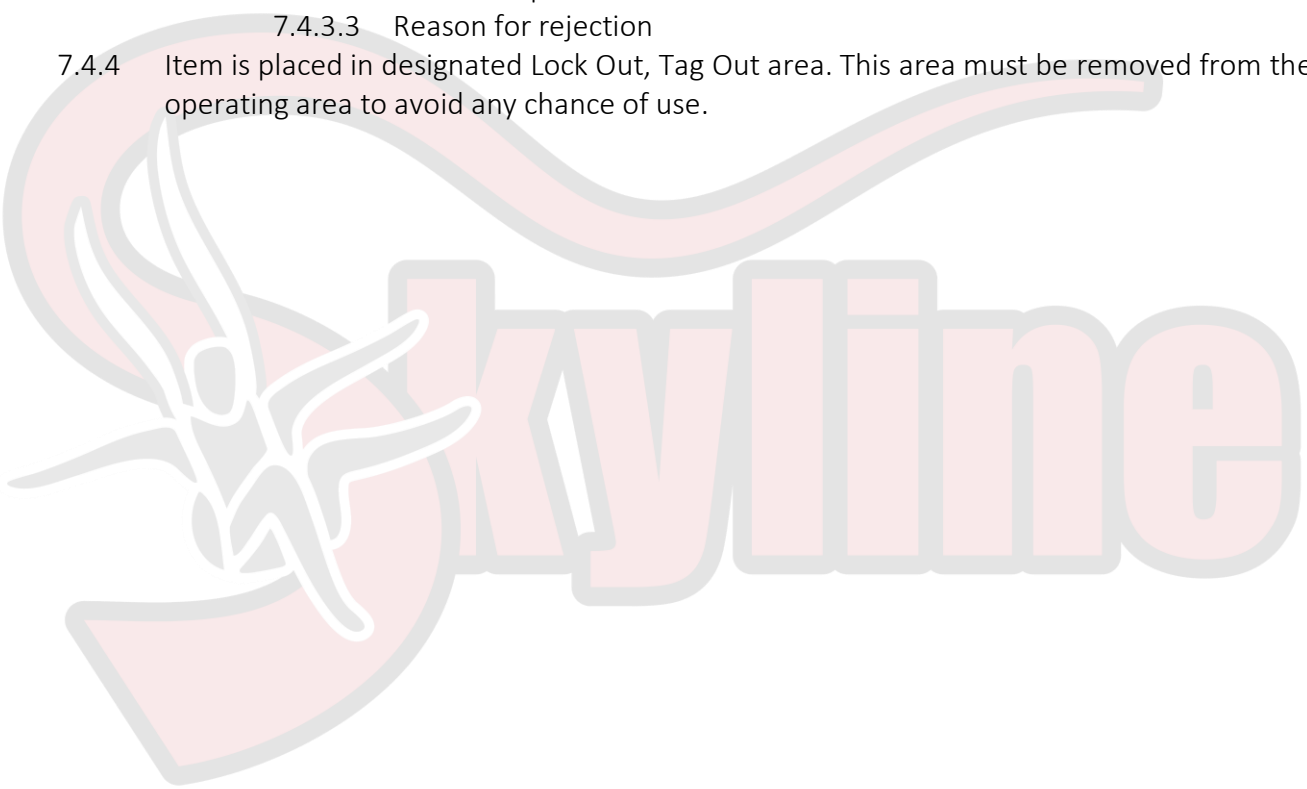 7.4.3.3 Reason for rejection
7.4.4 Item is placed in designated Lock Out, Tag Out area. This area must be removed from the
operating area to avoid any chance of use.
Skyline